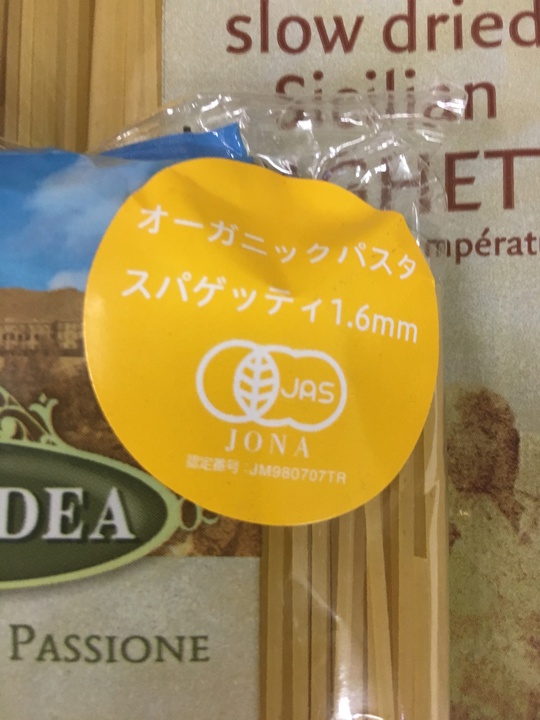 slow dried
Sicilian
GHET
mpératu
オーガニックパスタ
スパゲッティ1.6mm
JAS
JONA
認定番号:JM980707TR
DEA
PASSIONE